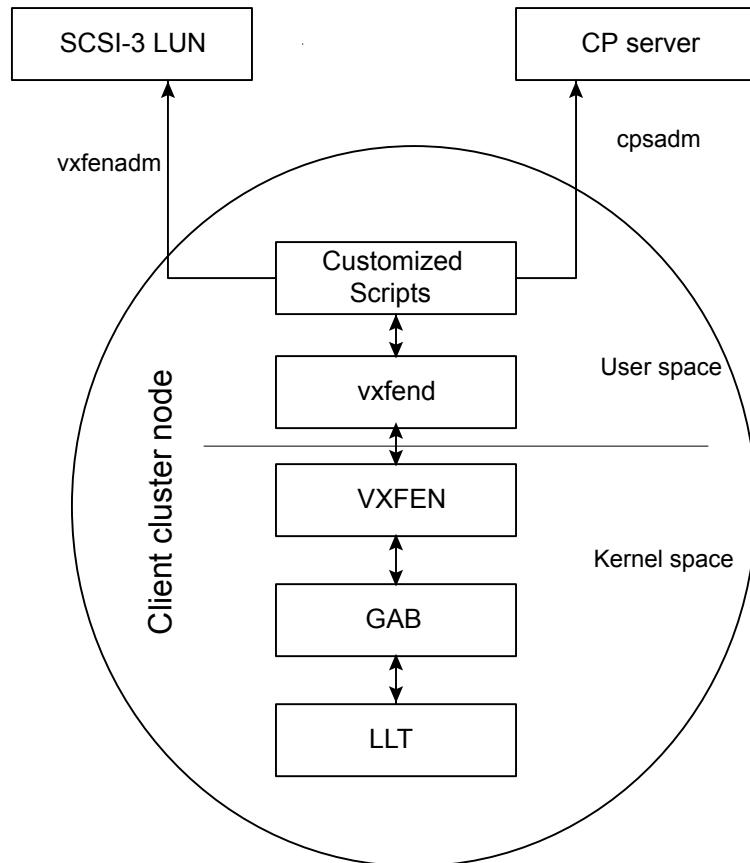 SCSI-3 LUN
CP server
vxfenadm
cpsadm
Customized
Scripts
vxfend
User space
Client cluster node
VXFEN
Kernel space
GAB
LLT